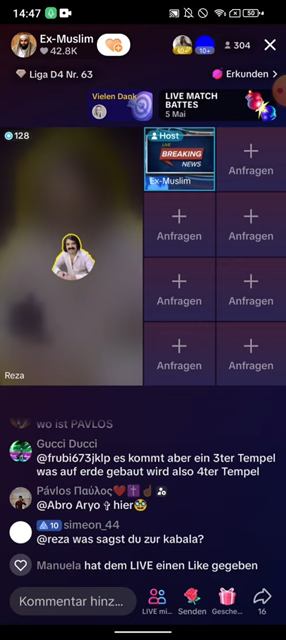 14:47
Ex-Muslim
42.8K
10+
304
Liga D4 Nr. 63
Erkunden >
Vielen Dank
LIVE MATCH
BATTES
5 Mai
128
Host
LIVE
BREAKING
NEWS
Ex-Muslim
Anfragen
Anfragen
Anfragen
Anfragen
Anfragen
Anfragen
Anfragen
Reza
wo ist PAVLOS
Gucci Ducci
@frubi673jklp es kommt aber ein 3ter Tempel
was auf erde gebaut wird also 4ter Tempel
Pávlos Παύλος❤️✝️☝🏾
@Abro Aryo ✞ hier🥸
10 simeon_44
@reza was sagst du zur kabala?
Manuela hat dem LIVE einen Like gegeben
Kommentar hinz...
LIVE mi...
Senden
Gesche...
16